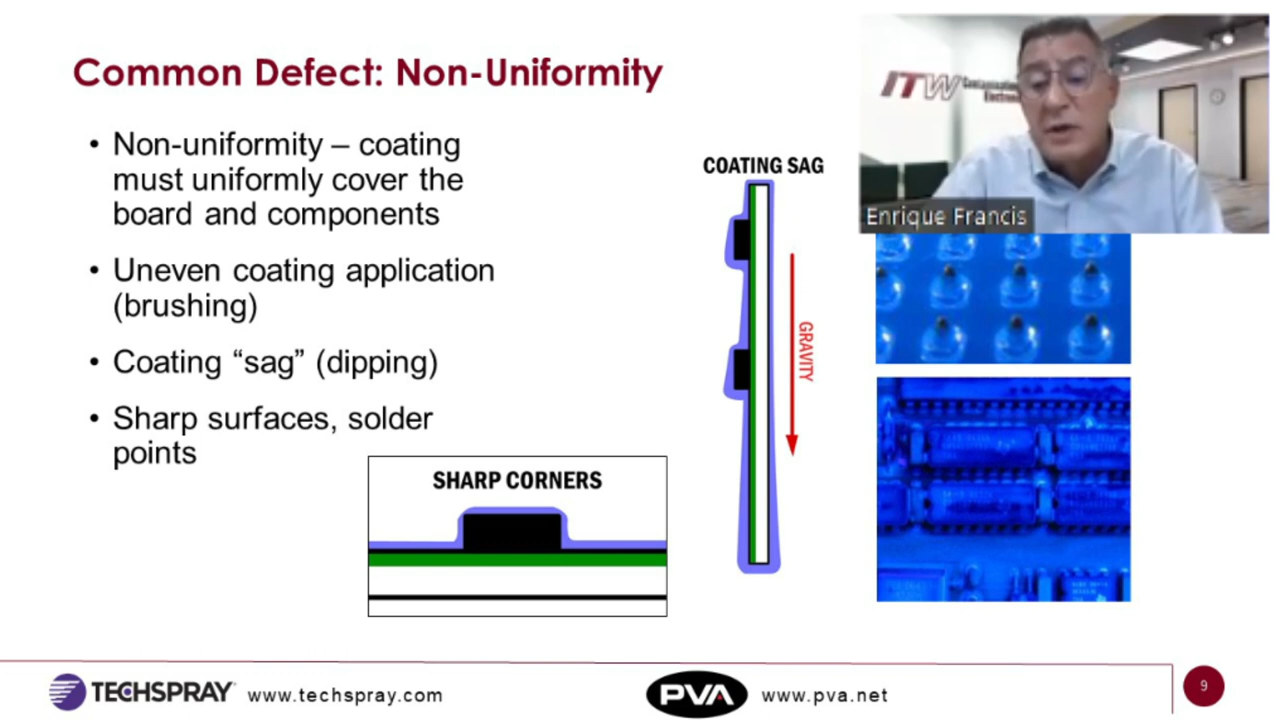 Common Defect: Non-Uniformity
• Non-uniformity – coating
must uniformly cover the
board and components
• Uneven coating application
(brushing)
• Coating “sag” (dipping)
• Sharp surfaces, solder
points
SHARP CORNERS
COATING SAG
GRAVITY
ITW
Enrique Francis
TECHSPRAY
www.techspray.com
PVA
www.pva.net
9